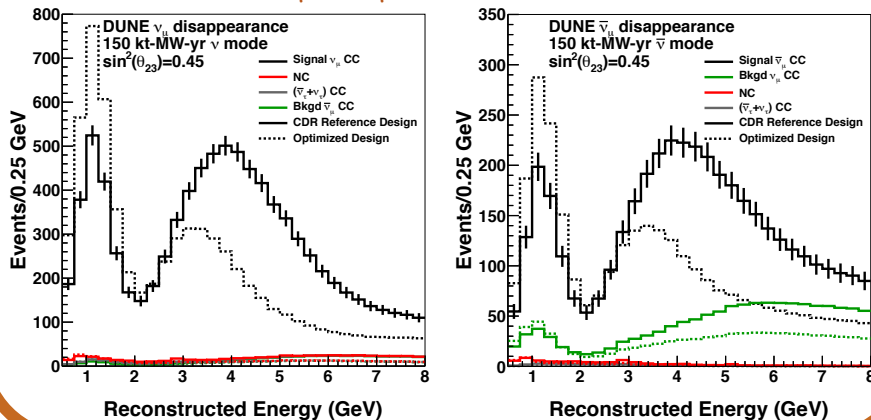 DUNE νμ disappearance
150 kt-MW-yr ν mode
sin²(θ₂₃)=0.45
Signal νμ CC
NC
(ν̄τ+ντ) CC
Bkgd ν̄μ CC
CDR Reference Design
Optimized Design
Events/0.25 GeV
800
700
600
500
400
300
200
100
0
1 2 3 4 5 6 7 8
Reconstructed Energy (GeV)
DUNE ν̄μ disappearance
150 kt-MW-yr ν̄ mode
sin²(θ₂₃)=0.45
Signal ν̄μ CC
Bkgd νμ CC
NC
(ν̄τ+ντ) CC
CDR Reference Design
Optimized Design
Events/0.25 GeV
350
300
250
200
150
100
50
0
1 2 3 4 5 6 7 8
Reconstructed Energy (GeV)